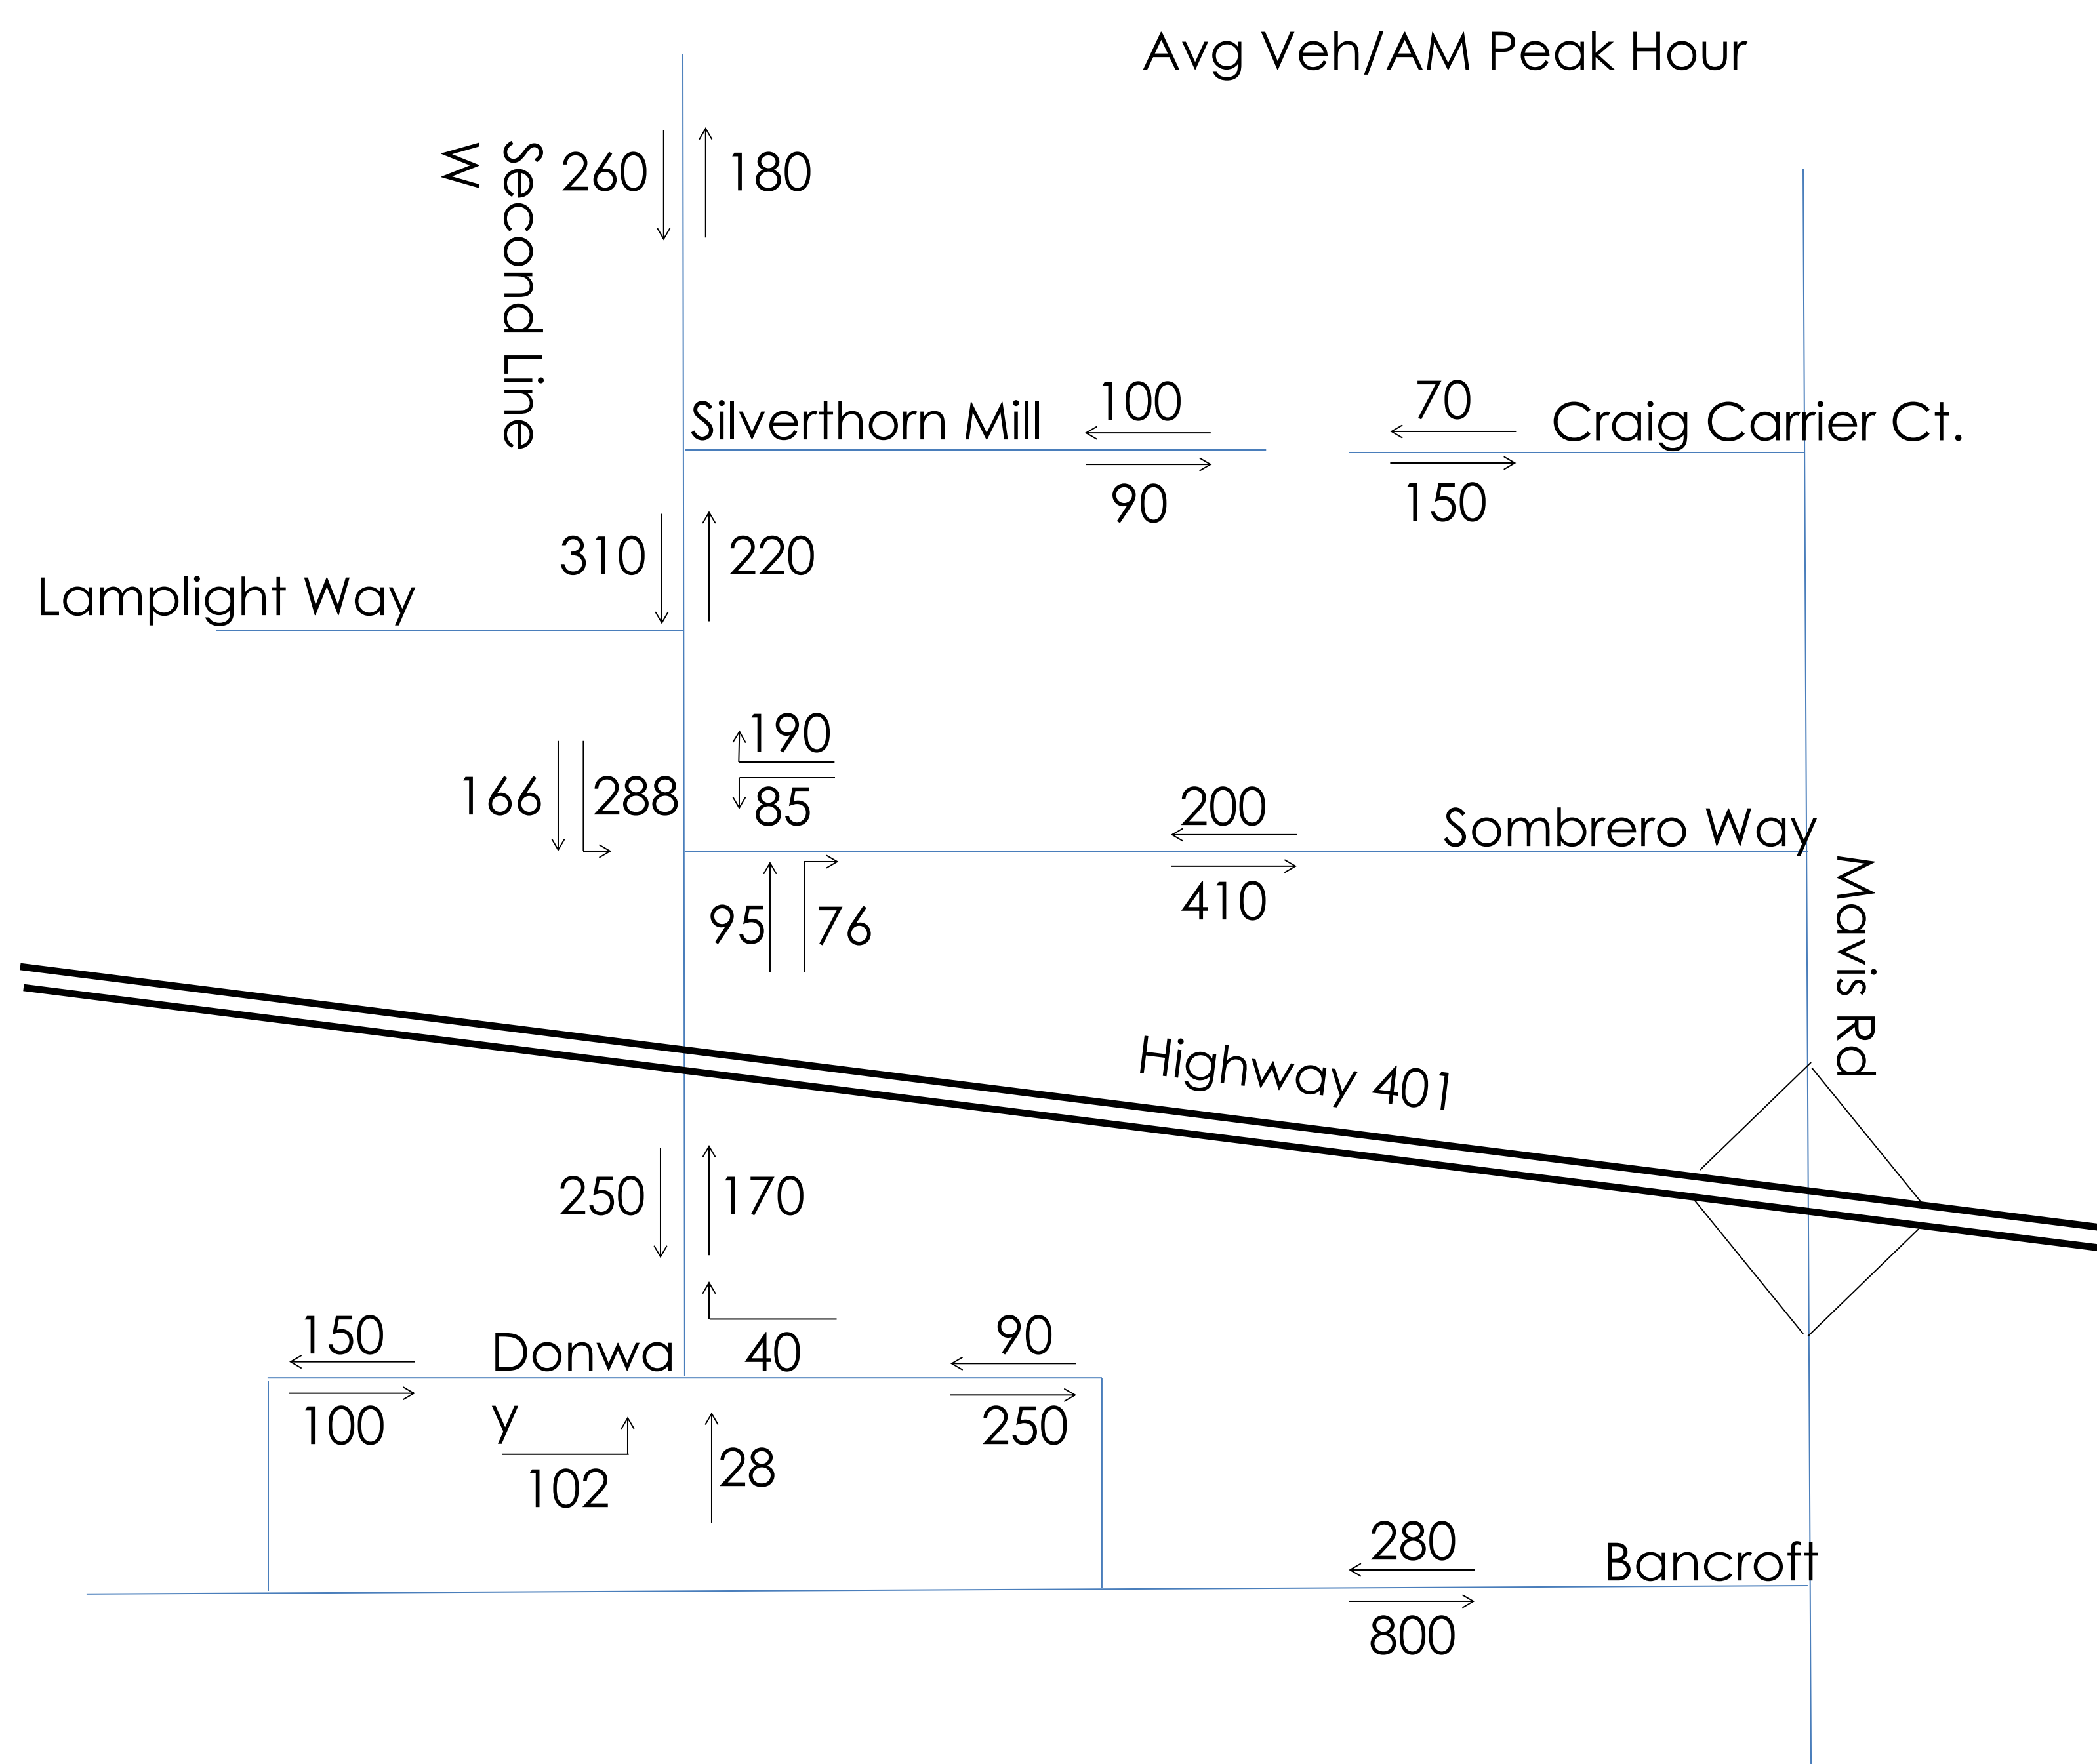 Avg Veh/AM Peak Hour
Second Line
W
260
180
Silverthorn Mill
100
90
70
150
Craig Carrier Ct.
310
220
Lamplight Way
190
85
166
288
200
410
Sombrero Way
Mavis Rd
95
76
Highway 401
250
170
150
100
Donwa
y
40
90
250
102
28
280
800
Bancroft